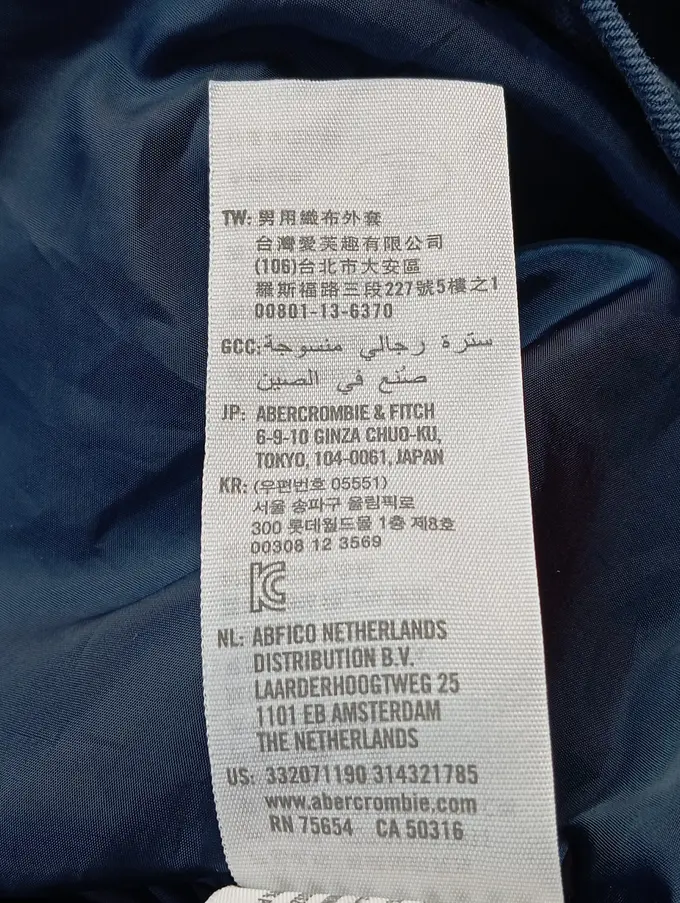 TW: 男用織布外套
台灣愛芙趣有限公司
(106)台北市大安區
羅斯福路三段227號5樓之1
00801-13-6370
GCC: سترة رجالي منسوجة
صُنع في الصين
JP: ABERCROMBIE & FITCH
6-9-10 GINZA CHUO-KU,
TOKYO, 104-0061, JAPAN
KR: (우편번호 05551)
서울 송파구 올림픽로
300 롯데월드몰 1층 제8호
00308 12 3569
KC
NL: ABFICO NETHERLANDS
DISTRIBUTION B.V.
LAARDERHOOGTWEG 25
1101 EB AMSTERDAM
THE NETHERLANDS
US: 332071190 314321785
www.abercrombie.com
RN 75654 CA 50316